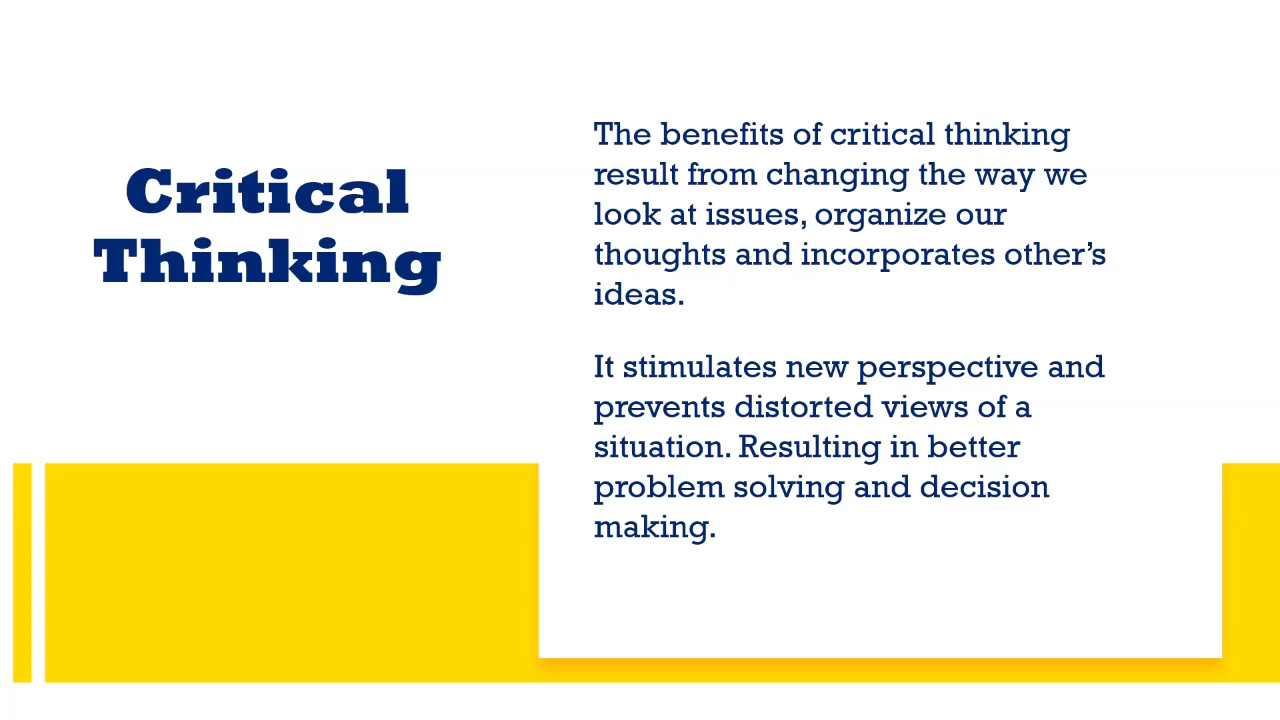 Critical
Thinking
The benefits of critical thinking
result from changing the way we
look at issues, organize our
thoughts and incorporates other’s
ideas.
It stimulates new perspective and
prevents distorted views of a
situation. Resulting in better
problem solving and decision
making.